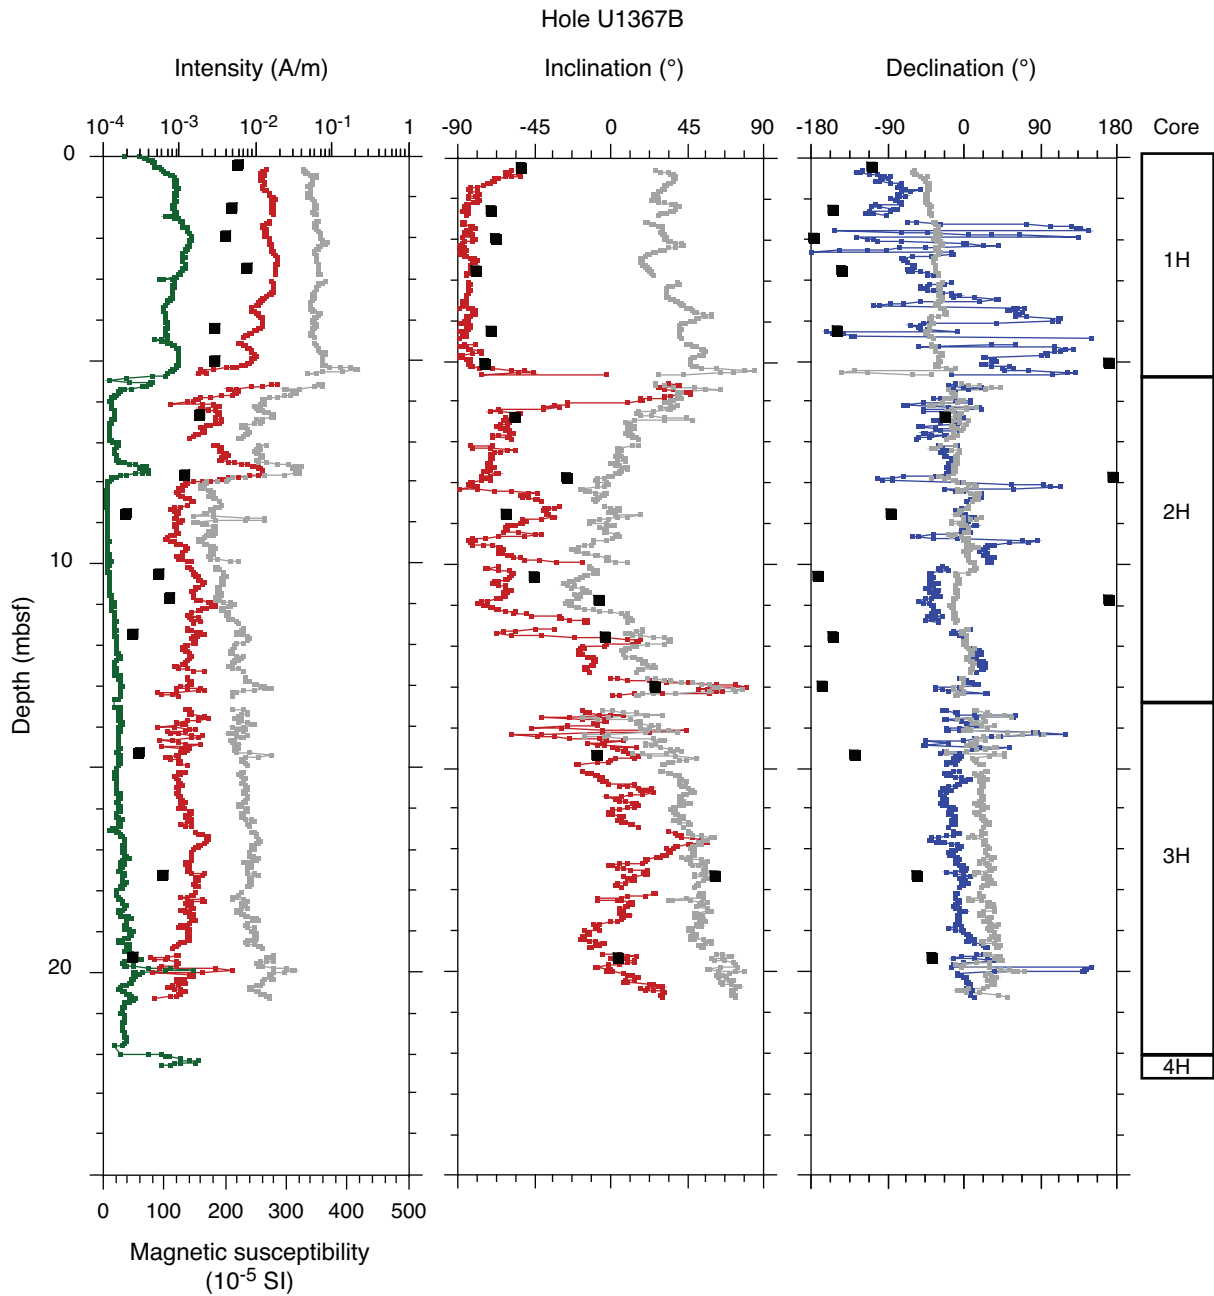 Hole U1367B
Intensity (A/m) Inclination (°) Declination (°)
10-4 10-3 10-2 10-1 1 -90 -45 0 45 90 -180 -90 0 90 180 Core
0
1H
2H
10
Depth (mbsf)
3H
20
4H
0 100 200 300 400 500
Magnetic susceptibility
(10-5 SI)